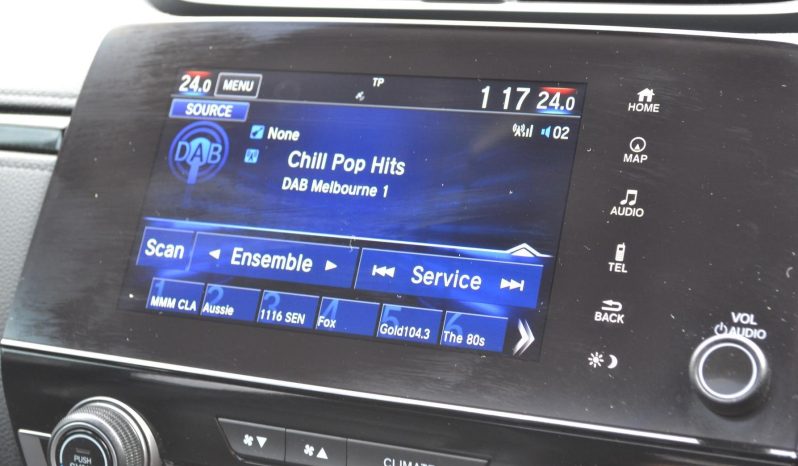 24.0 MENU TP 1 17 24.0
SOURCE
DAB
None
02
Chill Pop Hits
DAB Melbourne 1
Scan
Ensemble
Service
1 MMM CLA
2 Aussie
3 1116 SEN
4 Fox
5 Gold104.3
6 The 80s
HOME
MAP
AUDIO
TEL
BACK
VOL
AUDIO
PUSH
CLIMATE